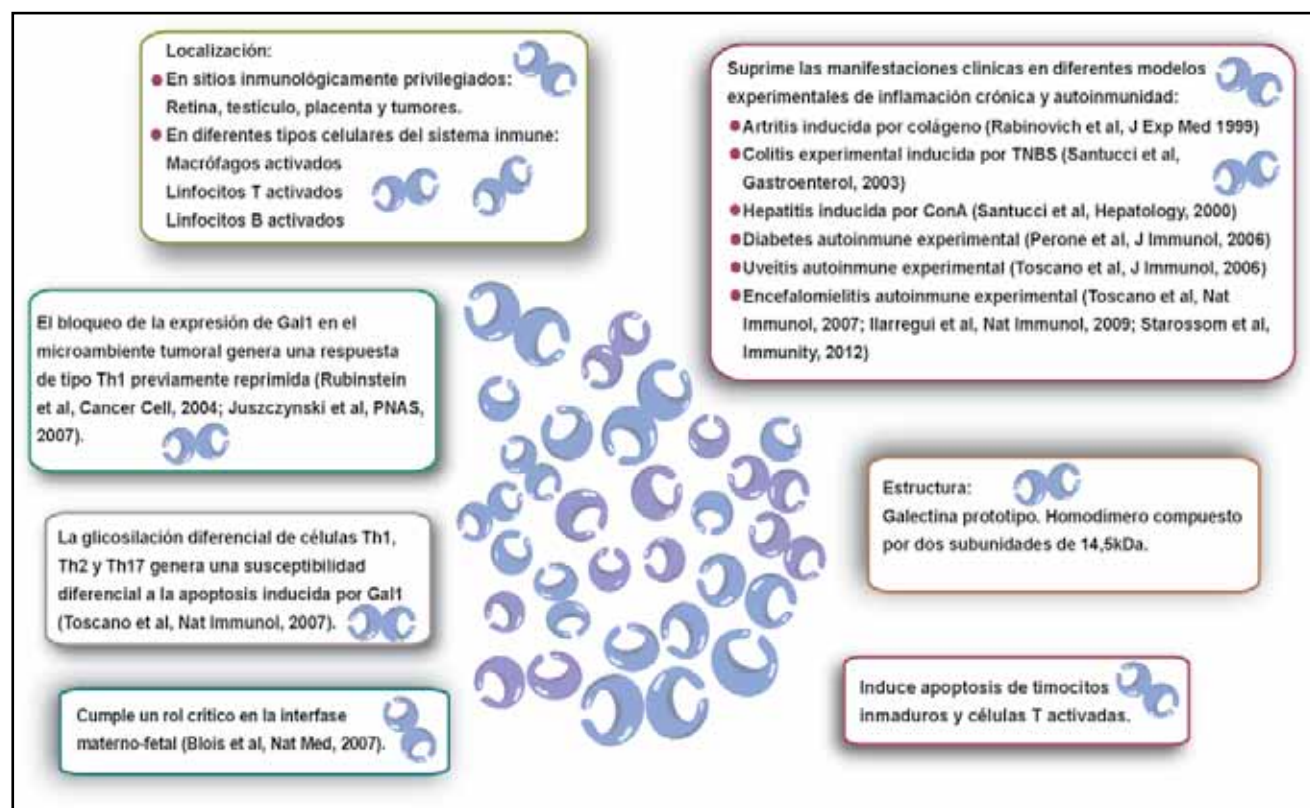 Localización:
En sitios inmunológicamente privilegiados:
Retina, testículo, placenta y tumores.
En diferentes tipos celulares del sistema inmune:
Macrófagos activados
Linfocitos T activados
Linfocitos B activados
Suprime las manifestaciones clínicas en diferentes modelos
experimentales de inflamación crónica y autoinmunidad:
Artritis inducida por colágeno (Rabinovich et al, J Exp Med 1999)
Colitis experimental inducida por TNBS (Santucci et al,
Gastroenterol, 2003)
Hepatitis inducida por ConA (Santucci et al, Hepatology, 2000)
Diabetes autoinmune experimental (Perone et al, J Immunol, 2006)
Uveítis autoinmune experimental (Toscano et al, J Immunol, 2006)
Encefalomielitis autoinmune experimental (Toscano et al, Nat
Immunol, 2007; Ilarregui et al, Nat Immunol, 2009; Starossom et al,
Immunity, 2012)
El bloqueo de la expresión de Gal1 en el
microambiente tumoral genera una respuesta
de tipo Th1 previamente reprimida (Rubinstein
et al, Cancer Cell, 2004; Juszczynski et al, PNAS,
2007).
Estructura:
Galectina prototipo. Homodímero compuesto
por dos subunidades de 14,5kDa.
La glicosilación diferencial de células Th1,
Th2 y Th17 genera una susceptibilidad
diferencial a la apoptosis inducida por Gal1
(Toscano et al, Nat Immunol, 2007).
Induce apoptosis de timocitos
inmaduros y células T activadas.
Cumple un rol crítico en la interfase
materno-fetal (Blois et al, Nat Med, 2007).